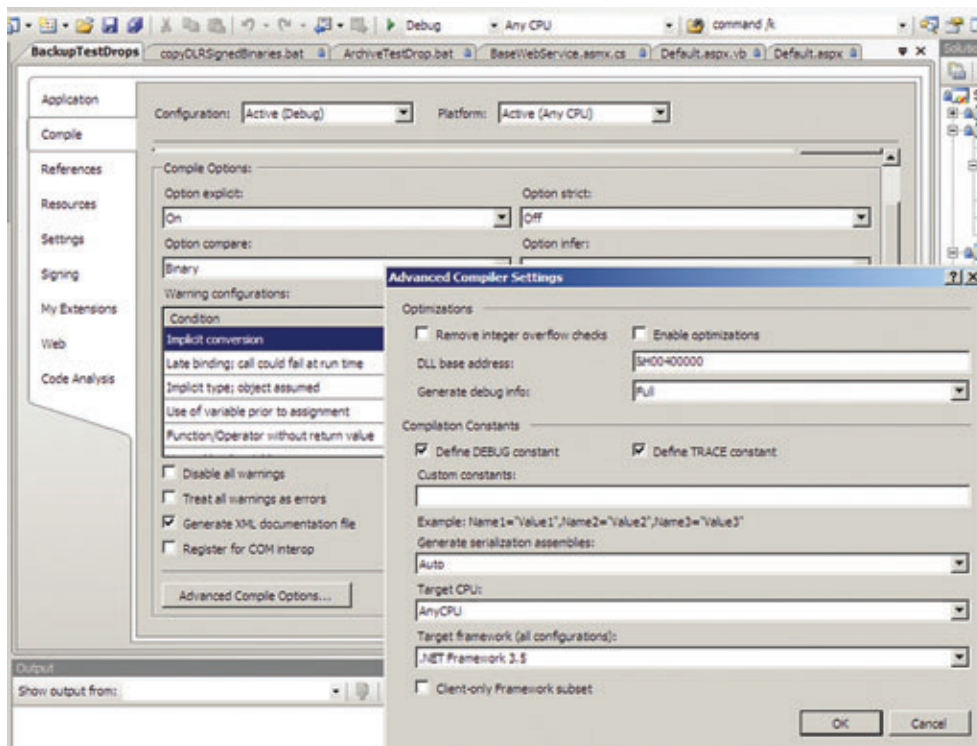 Debug Any CPU command /k
BackupTestDrops copyDLRSignedBinaries.bat ArchiveTestDrop.bat BaseWebService.asmx.cs Default.aspx.vb Default.aspx
Application
Compile
References
Resources
Settings
Signing
My Extensions
Web
Code Analysis
Configuration: Active (Debug) Platform: Active (Any CPU)
Compile Options:
Option explicit: Option strict:
On Off
Option compare: Option infer:
Binary
Warning configurations:
Condition
Implicit conversion
Late binding; call could fail at run time
Implicit type; object assumed
Use of variable prior to assignment
Function/Operator without return value
Disable all warnings
Treat all warnings as errors
Generate XML documentation file
Register for COM interop
Advanced Compile Options...
Advanced Compiler Settings
Optimizations
Remove integer overflow checks Enable optimizations
DLL base address: &H00400000
Generate debug info: Full
Compilation Constants
Define DEBUG constant Define TRACE constant
Custom constants:
Example: Name1="Value1",Name2="Value2",Name3="Value3"
Generate serialization assemblies:
Auto
Target CPU:
AnyCPU
Target framework (all configurations):
.NET Framework 3.5
Client-only Framework subset
OK Cancel
Output
Show output from: